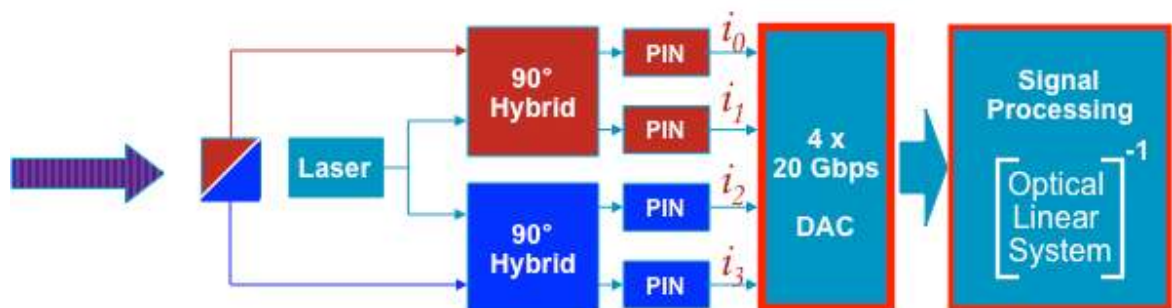 90°
Hybrid
PIN
i0
PIN
i1
Laser
90°
Hybrid
PIN
i2
PIN
i3
4 x
20 Gbps
DAC
Signal
Processing
-1
Optical
Linear
System